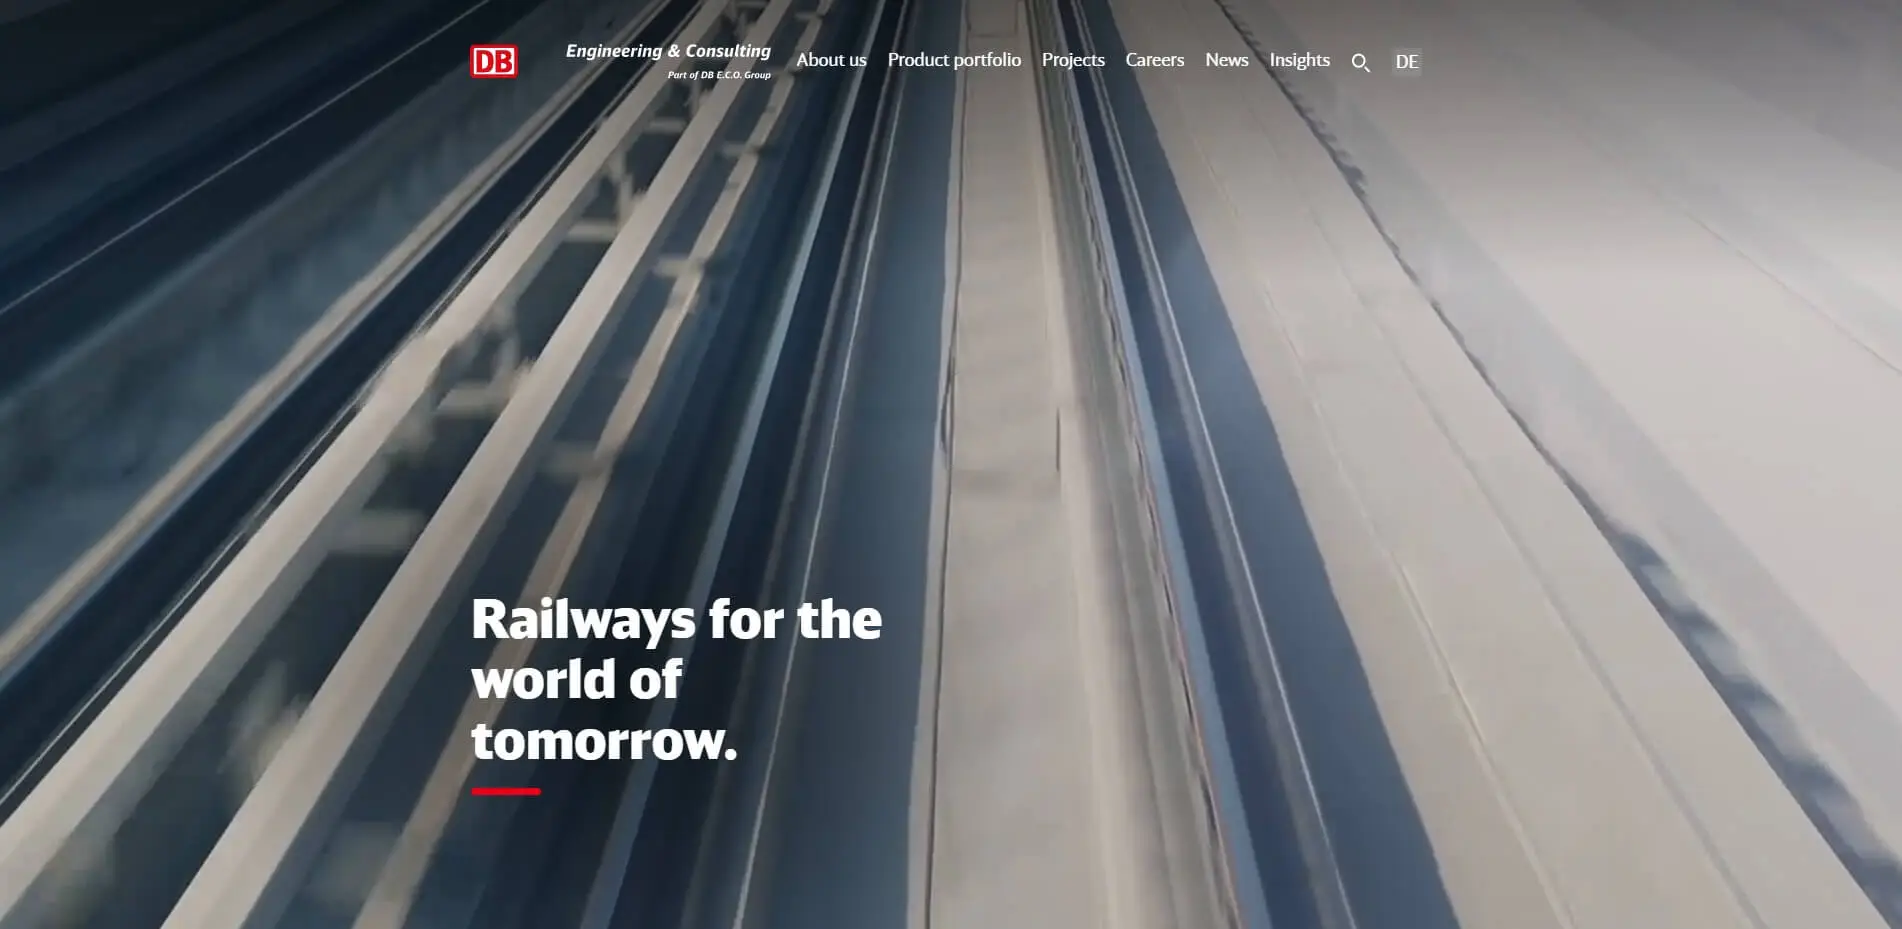 DB
Engineering & Consulting
Part of DB E.C.O. Group
About us
Product portfolio
Projects
Careers
News
Insights
DE
Railways for the
world of
tomorrow.